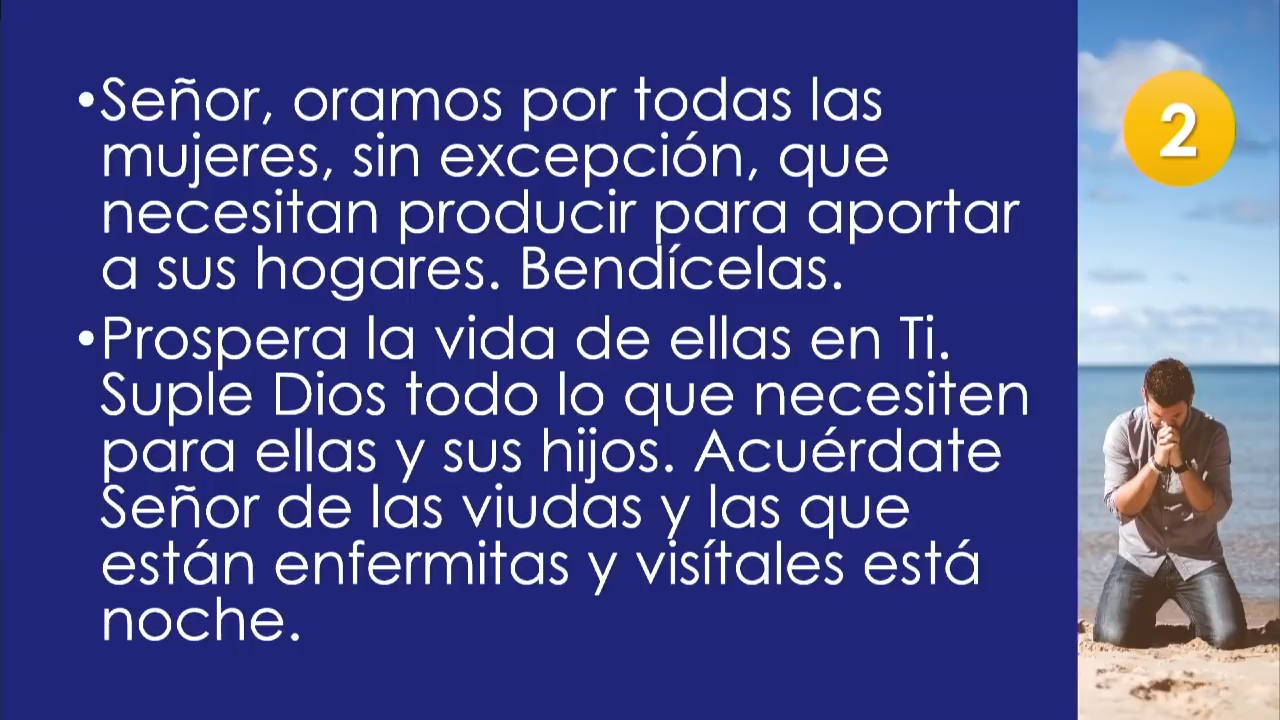 •Señor, oramos por todas las
mujeres, sin excepción, que
necesitan producir para aportar
a sus hogares. Bendícelas.
•Prospera la vida de ellas en Ti.
Suple Dios todo lo que necesiten
para ellas y sus hijos. Acuérdate
Señor de las viudas y las que
están enfermitas y visítales está
noche.
2